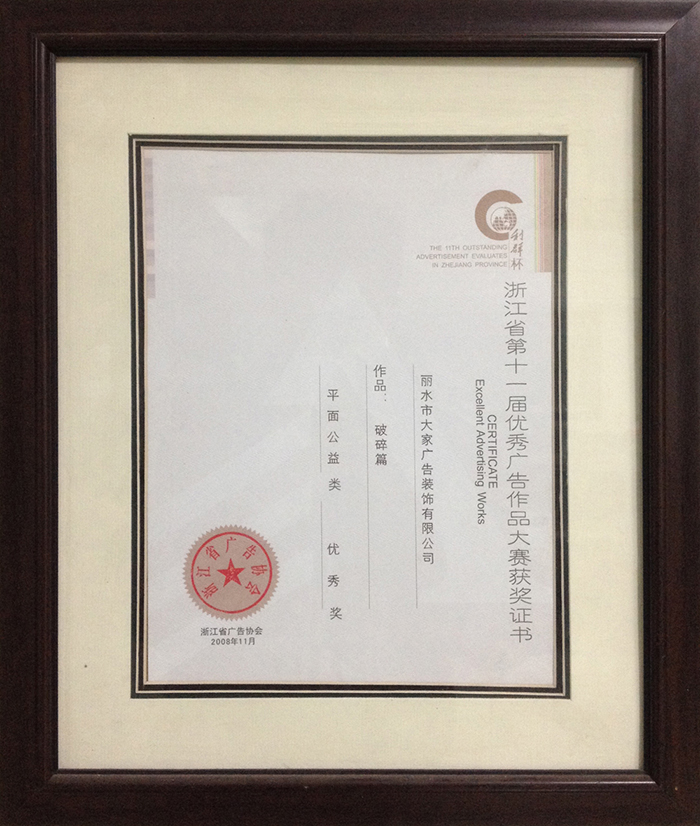 利群杯
THE 11TH OUTSTANDING
ADVERTISEMENT EVALUATES
IN ZHEJIANG PROVINCE
浙江省第十一届优秀广告作品大赛获奖证书
CERTIFICATE
Excellent Advertising Works
丽水市大家广告装饰有限公司
作品：破碎篇
平面公益类 优秀奖
浙江省广告协会
浙江省广告协会
2008年11月